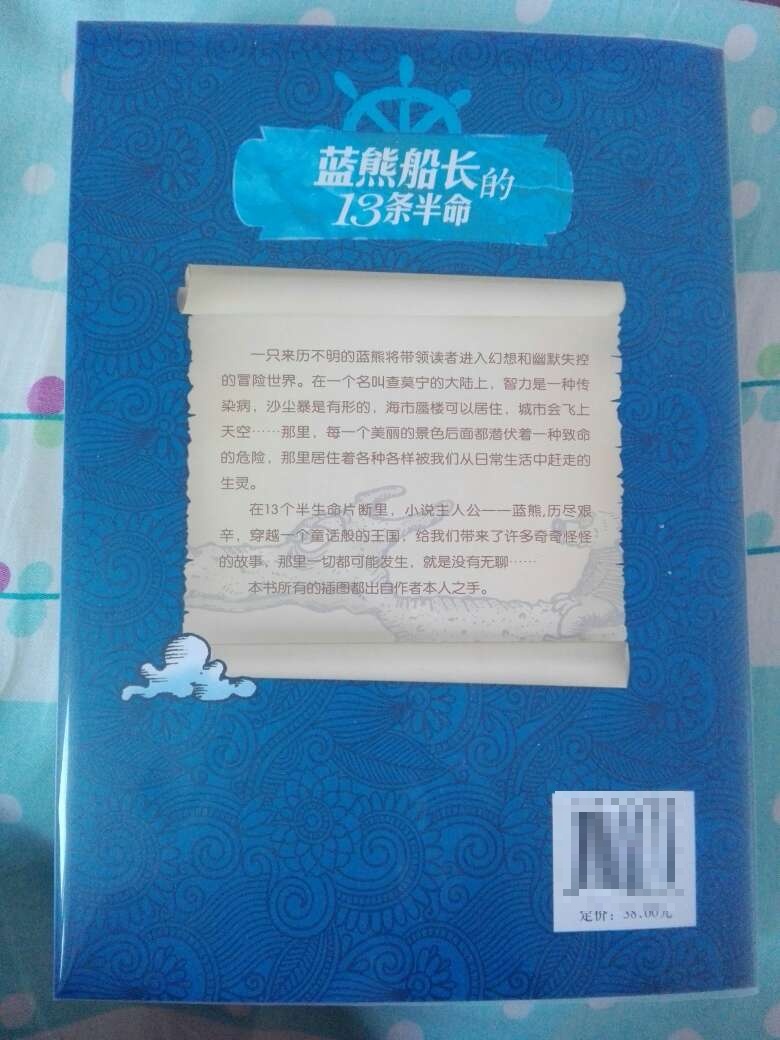 蓝熊船长的
13条半命
一只来历不明的蓝熊将带领读者进入幻想和幽默失控
的冒险世界。在一个名叫查莫宁的大陆上，智力是一种传
染病，沙尘暴是有形的，海市蜃楼可以居住，城市会飞上
天空……那里，每一个美丽的景色后面都潜伏着一种致命
的危险，那里居住着各种各样被我们从日常生活中赶走的
生灵。
在13个半生命片断里，小说主人公——蓝熊,历尽艰
辛，穿越一个童话般的王国，给我们带来了许多奇奇怪怪
的故事，那里一切都可能发生，就是没有无聊……
本书所有的插图都出自作者本人之手。
定价：38.00元